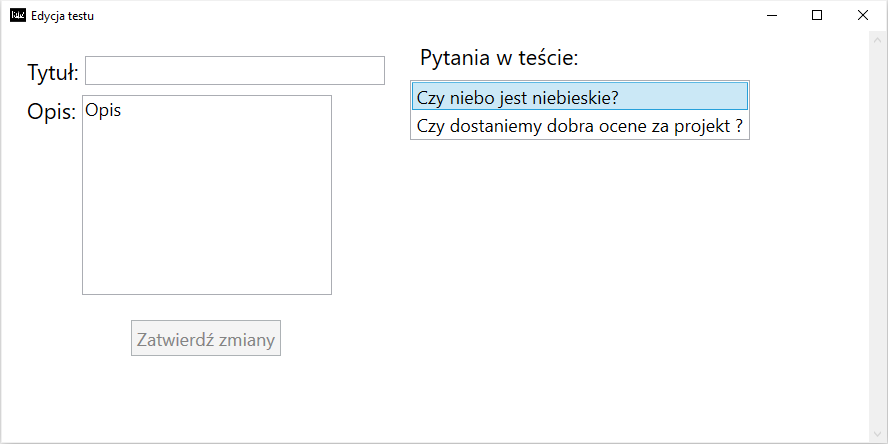 Edycja testu
Tytuł:
Opis:
Opis
Zatwierdź zmiany
Pytania w teście:
Czy niebo jest niebieskie?
Czy dostaniemy dobra ocene za projekt ?